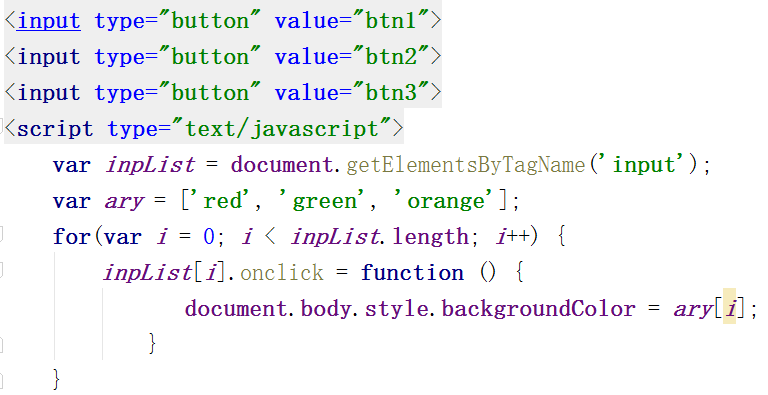 <input type="button" value="btn1">
<input type="button" value="btn2">
<input type="button" value="btn3">
<script type="text/javascript">
var inpList = document.getElementsByTagName('input');
var ary = ['red', 'green', 'orange'];
for(var i = 0; i < inpList.length; i++) {
inpList[i].onclick = function () {
document.body.style.backgroundColor = ary[i];
}
}